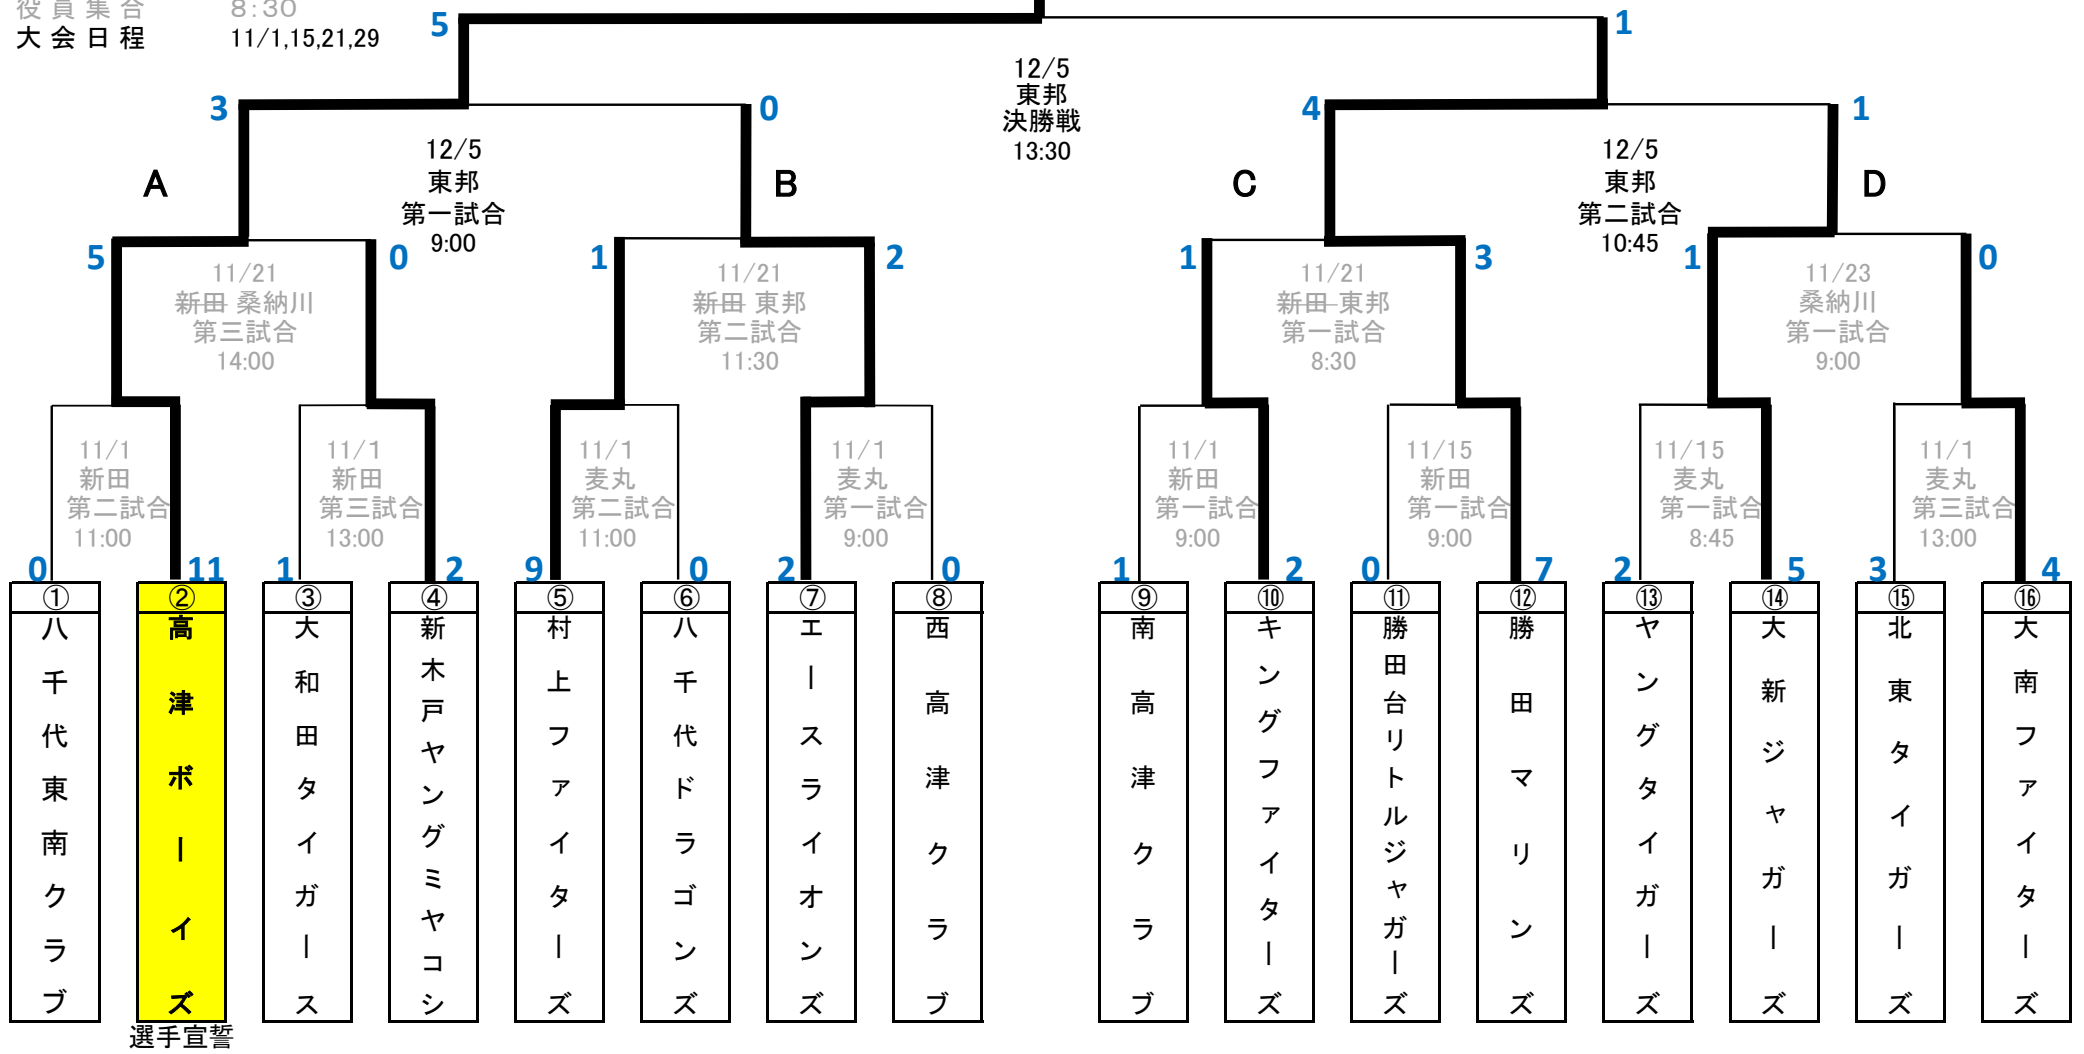 役員集合 8:30
大会日程 11/1,15,21,29
5
1
12/5
東邦
決勝戦
13:30
3
0
4
1
12/5
東邦
第一試合
9:00
12/5
東邦
第二試合
10:45
A
B
C
D
5
0
1
2
1
3
1
0
11/21
新田 桑納川
第三試合
14:00
11/21
新田 東邦
第二試合
11:30
11/21
新田 東邦
第一試合
8:30
11/23
桑納川
第一試合
9:00
11/1
新田
第二試合
11:00
11/1
新田
第三試合
13:00
11/1
麦丸
第二試合
11:00
11/1
麦丸
第一試合
9:00
11/1
新田
第一試合
9:00
11/15
新田
第一試合
9:00
11/15
麦丸
第一試合
8:45
11/1
麦丸
第三試合
13:00
0
11
1
2
9
0
2
0
1
2
0
7
2
5
3
4
①
八千代東南クラブ
②
高津ボーイズ
③
大和田タイガース
④
新木戸ヤングミヤコシ
⑤
村上ファイターズ
⑥
八千代ドラゴンズ
⑦
エースライオンズ
⑧
西高津クラブ
⑨
南高津クラブ
⑩
キングファイターズ
⑪
勝田台リトルジャガーズ
⑫
勝田マリンズ
⑬
ヤングタイガーズ
⑭
大新ジャガーズ
⑮
北東タイガーズ
⑯
大南ファイターズ
選手宣誓